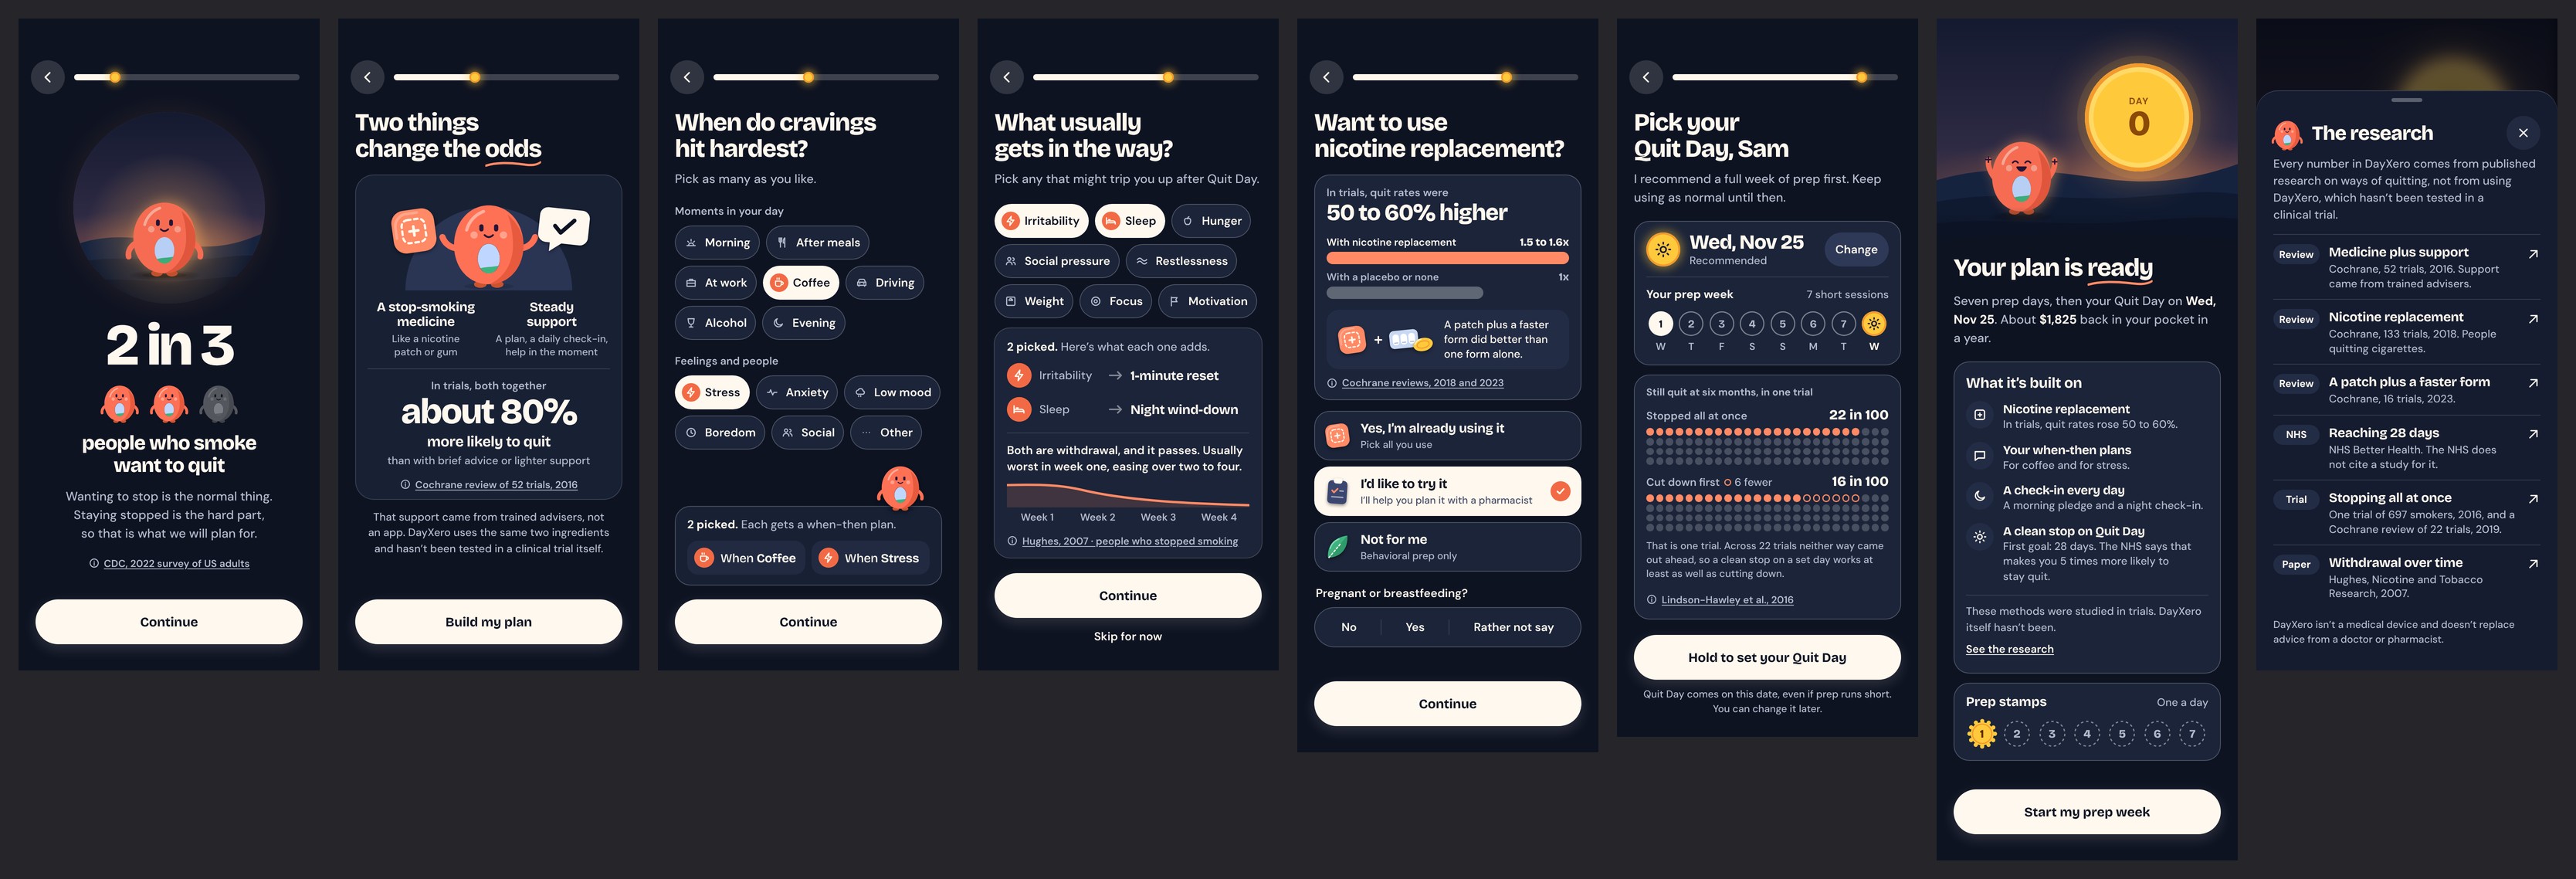 2 in 3
people who smoke
want to quit
Wanting to stop is the normal thing.
Staying stopped is the hard part,
so that is what we will plan for.
CDC, 2022 survey of US adults
Continue
Two things
change the odds
A stop-smoking
medicine
Like a nicotine
patch or gum
Steady
support
A plan, a daily check-in,
help in the moment
In trials, both together
about 80%
more likely to quit
than with brief advice or lighter support
Cochrane review of 52 trials, 2016
That support came from trained advisers, not
an app. DayXero uses the same two ingredients
and hasn't been tested in a clinical trial itself.
Build my plan
When do cravings
hit hardest?
Pick as many as you like.
Moments in your day
Morning
After meals
At work
Coffee
Driving
Alcohol
Evening
Feelings and people
Stress
Anxiety
Low mood
Boredom
Social
Other
2 picked. Each gets a when-then plan.
When Coffee
When Stress
Continue
What usually
gets in the way?
Pick any that might trip you up after Quit Day.
Irritability
Sleep
Hunger
Social pressure
Restlessness
Weight
Focus
Motivation
2 picked. Here's what each one adds.
Irritability → 1-minute reset
Sleep → Night wind-down
Both are withdrawal, and it passes. Usually
worst in week one, easing over two to four.
Week 1 Week 2 Week 3 Week 4
Hughes, 2007 · people who stopped smoking
Continue
Skip for now
Want to use
nicotine replacement?
In trials, quit rates were
50 to 60% higher
With nicotine replacement 1.5 to 1.6x
With a placebo or none 1x
+
A patch plus a faster
form did better than
one form alone.
Cochrane reviews, 2018 and 2023
Yes, I'm already using it
Pick all you use
I'd like to try it
I'll help you plan it with a pharmacist
Not for me
Behavioral prep only
Pregnant or breastfeeding?
No
Yes
Rather not say
Continue
Pick your
Quit Day, Sam
I recommend a full week of prep first. Keep
using as normal until then.
Wed, Nov 25
Recommended
Change
Your prep week 7 short sessions
1 2 3 4 5 6 7
W T F S S M T W
Still quit at six months, in one trial
Stopped all at once 22 in 100
Cut down first 6 fewer 16 in 100
That is one trial. Across 22 trials neither way came
out ahead, so a clean stop on a set day works at
least as well as cutting down.
Lindson-Hawley et al., 2016
Hold to set your Quit Day
Quit Day comes on this date, even if prep runs short.
You can change it later.
DAY
0
Your plan is ready
Seven prep days, then your Quit Day on Wed,
Nov 25. About $1,825 back in your pocket in
a year.
What it's built on
Nicotine replacement
In trials, quit rates rose 50 to 60%.
Your when-then plans
For coffee and for stress.
A check-in every day
A morning pledge and a night check-in.
A clean stop on Quit Day
First goal: 28 days. The NHS says that
makes you 5 times more likely to
stay quit.
These methods were studied in trials. DayXero
itself hasn't been.
See the research
Prep stamps One a day
1 2 3 4 5 6 7
Start my prep week
The research
Every number in DayXero comes from published
research on ways of quitting, not from using
DayXero, which hasn't been tested in a
clinical trial.
Review
Medicine plus support
Cochrane, 52 trials, 2016. Support
came from trained advisers.
Review
Nicotine replacement
Cochrane, 133 trials, 2018. People
quitting cigarettes.
Review
A patch plus a faster form
Cochrane, 16 trials, 2023.
NHS
Reaching 28 days
NHS Better Health. The NHS does
not cite a study for it.
Trial
Stopping all at once
One trial of 697 smokers, 2016, and a
Cochrane review of 22 trials, 2019.
Paper
Withdrawal over time
Hughes, Nicotine and Tobacco
Research, 2007.
DayXero isn't a medical device and doesn't replace
advice from a doctor or pharmacist.